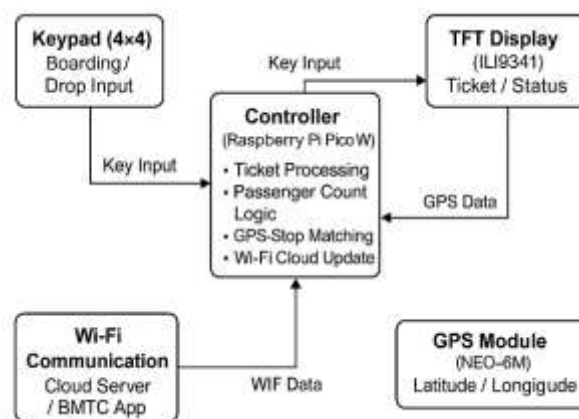 Keypad (4×4)
Boarding/
Drop Input
Key Input
TFT Display
(ILI9341)
Ticket / Status
Key Input
Controller
(Raspberry Pi Pico W)
• Ticket Processing
• Passenger Count
Logic
• GPS-Stop Matching
• Wi-Fi Cloud Update
GPS Data
Wi-Fi
Communication
Cloud Server
/ BMTC App
WIF Data
GPS Module
(NEO-6M)
Latitude / Longigude